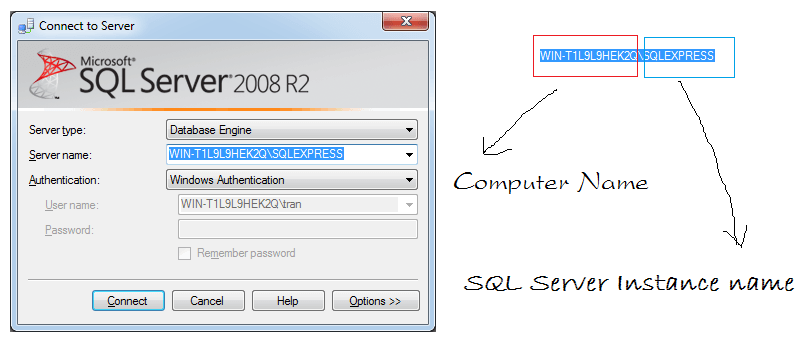 Connect to Server
Microsoft®
SQL Server® 2008 R2
Server type: Database Engine
Server name: WIN-T1L9L9HEK2Q\SQLEXPRESS
Authentication: Windows Authentication
User name: WIN-T1L9L9HEK2Q\tran
Password:
Remember password
Connect Cancel Help Options >>
WIN-T1L9L9HEK2Q\SQLEXPRESS
Computer Name
SQL Server Instance name